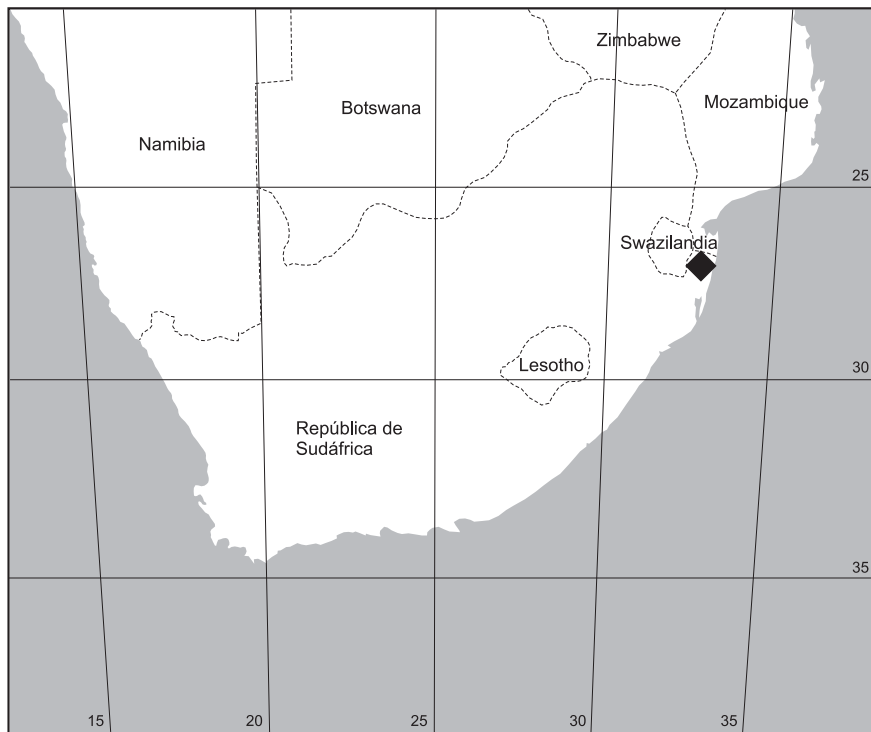 Zimbabwe
Botswana
Mozambique
Namibia
25
Swazilandia
Lesotho
30
República de
Sudáfrica
35
15
20
25
30
35